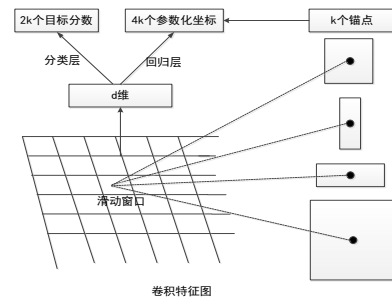 2k个目标分数
4k个参数化坐标
k个锚点
分类层
回归层
d维
滑动窗口
卷积特征图